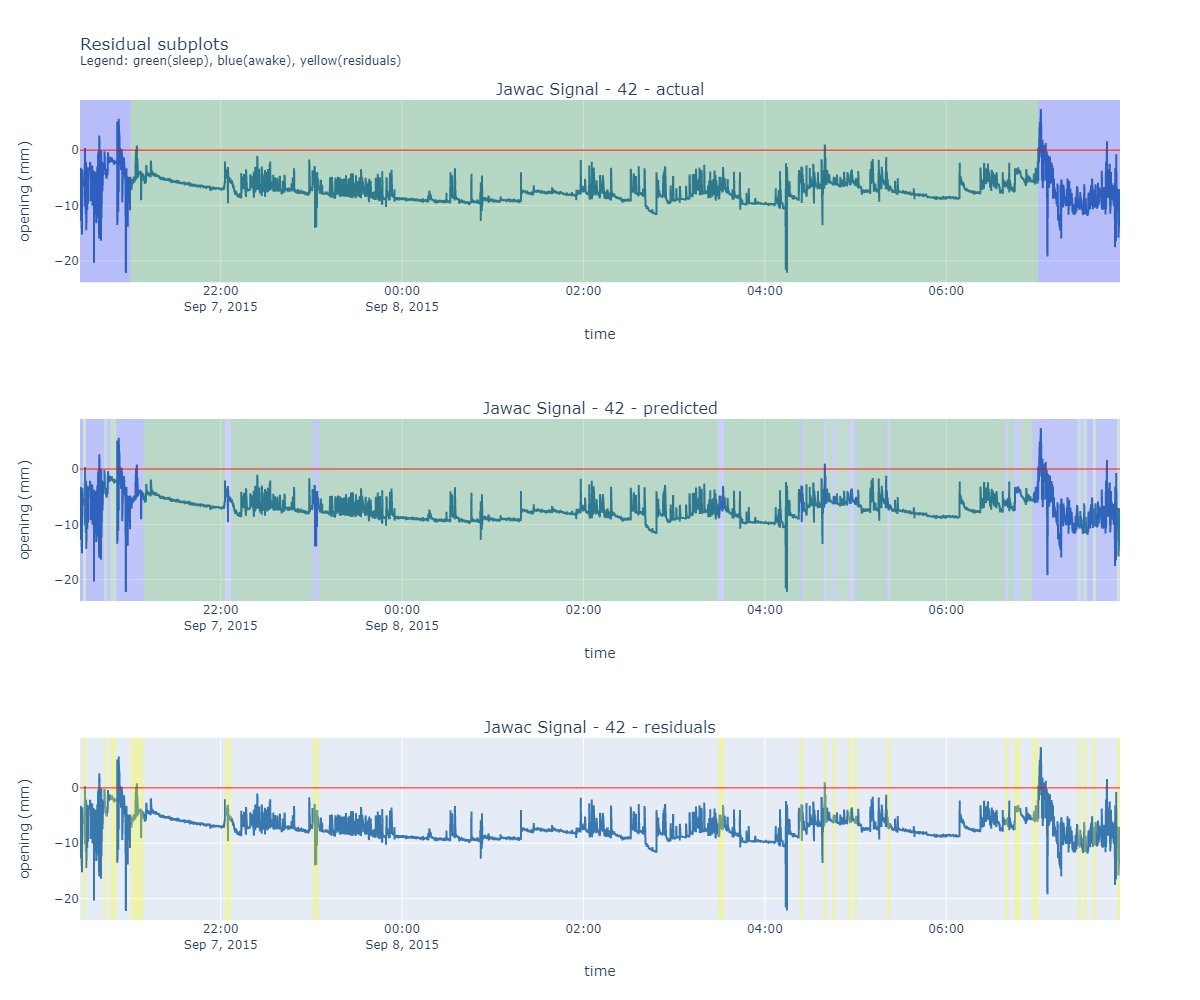 Residual subplots
Legend: green(sleep), blue(awake), yellow(residuals)
Jawac Signal - 42 - actual
opening (mm)
0
−10
−20
22:00
Sep 7, 2015
00:00
Sep 8, 2015
02:00
04:00
06:00
time
Jawac Signal - 42 - predicted
opening (mm)
0
−10
−20
22:00
Sep 7, 2015
00:00
Sep 8, 2015
02:00
04:00
06:00
time
Jawac Signal - 42 - residuals
opening (mm)
0
−10
−20
22:00
Sep 7, 2015
00:00
Sep 8, 2015
02:00
04:00
06:00
time